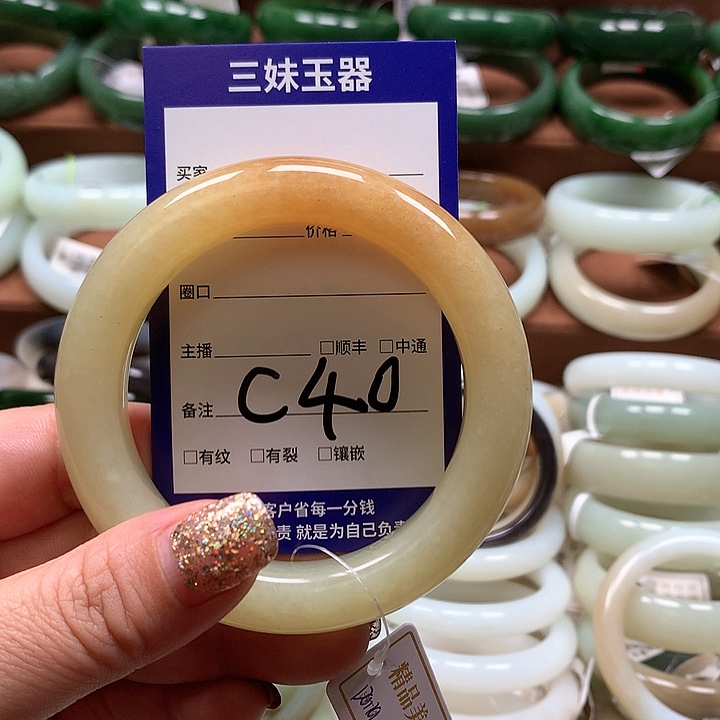 三妹玉器
买家
价格
圈口
主播 □顺丰 □中通
备注 C40
□有纹 □有裂 □镶嵌
客户省每一分钱
责 就是为自己负责
精品